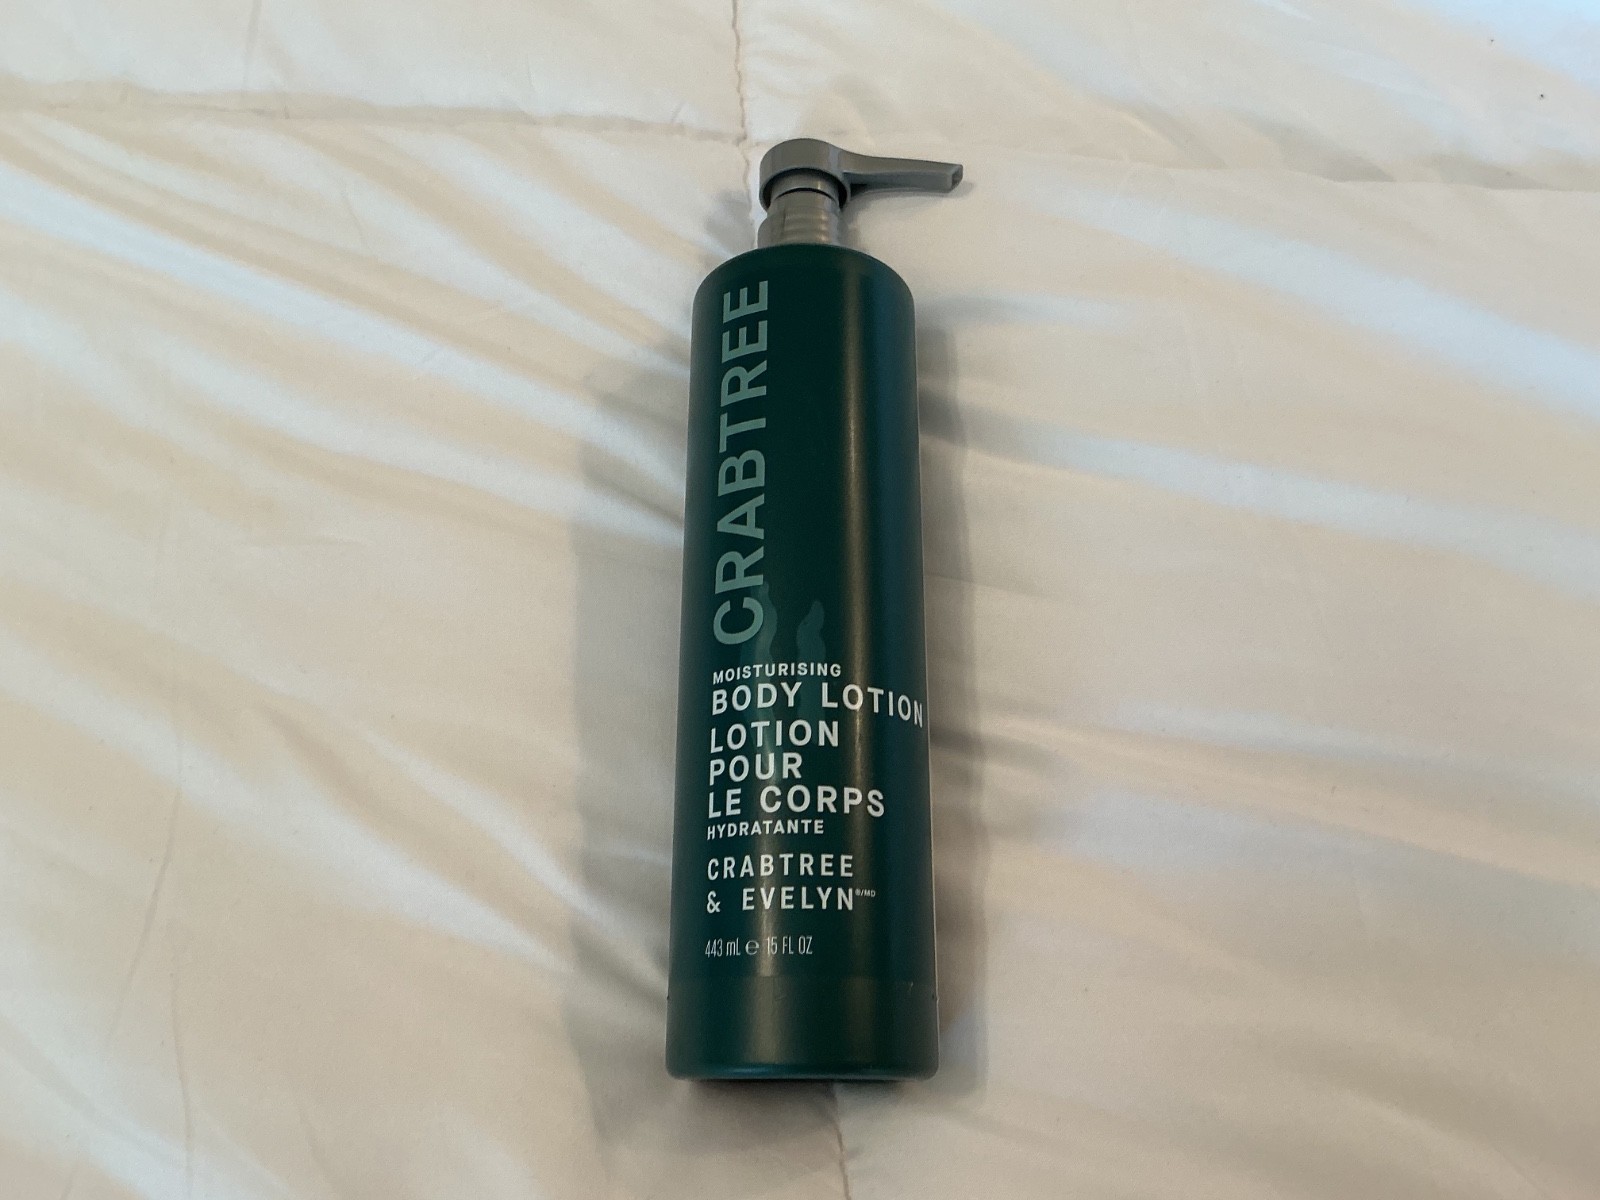 CRABTREE
MOISTURISING
BODY LOTION
LOTION
POUR
LE CORPS
HYDRATANTE
CRABTREE
& EVELYN®/MD
443 mL ℮ 15 FL OZ